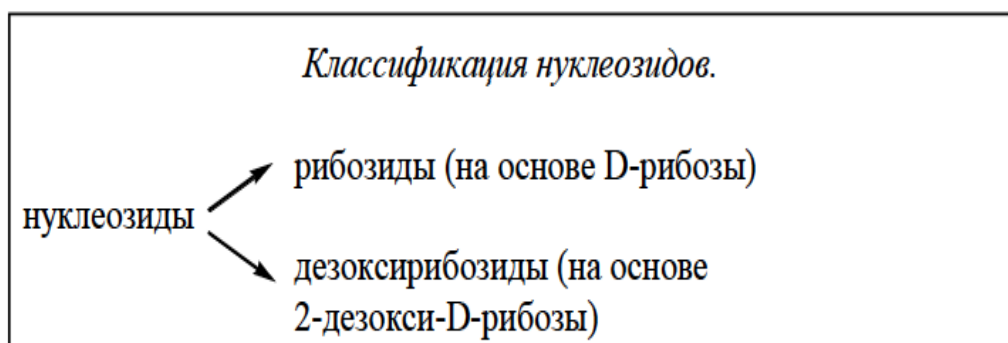 Классификация нуклеозидов.
рибозиды (на основе D-рибозы)
нуклеозиды
дезоксирибозиды (на основе
2-дезокси-D-рибозы)